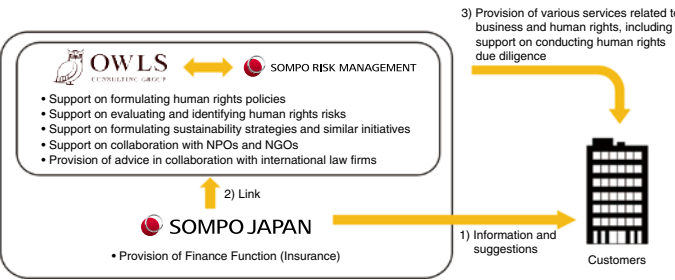 3) Provision of various services related to
business and human rights, including
support on conducting human rights
due diligence
OWLS
CONSULTING GROUP
SOMPO RISK MANAGEMENT
• Support on formulating human rights policies
• Support on evaluating and identifying human rights risks
• Support on formulating sustainability strategies and similar initiatives
• Support on collaboration with NPOs and NGOs
• Provision of advice in collaboration with international law firms
2) Link
SOMPO JAPAN
• Provision of Finance Function (Insurance)
1) Information and
suggestions
Customers